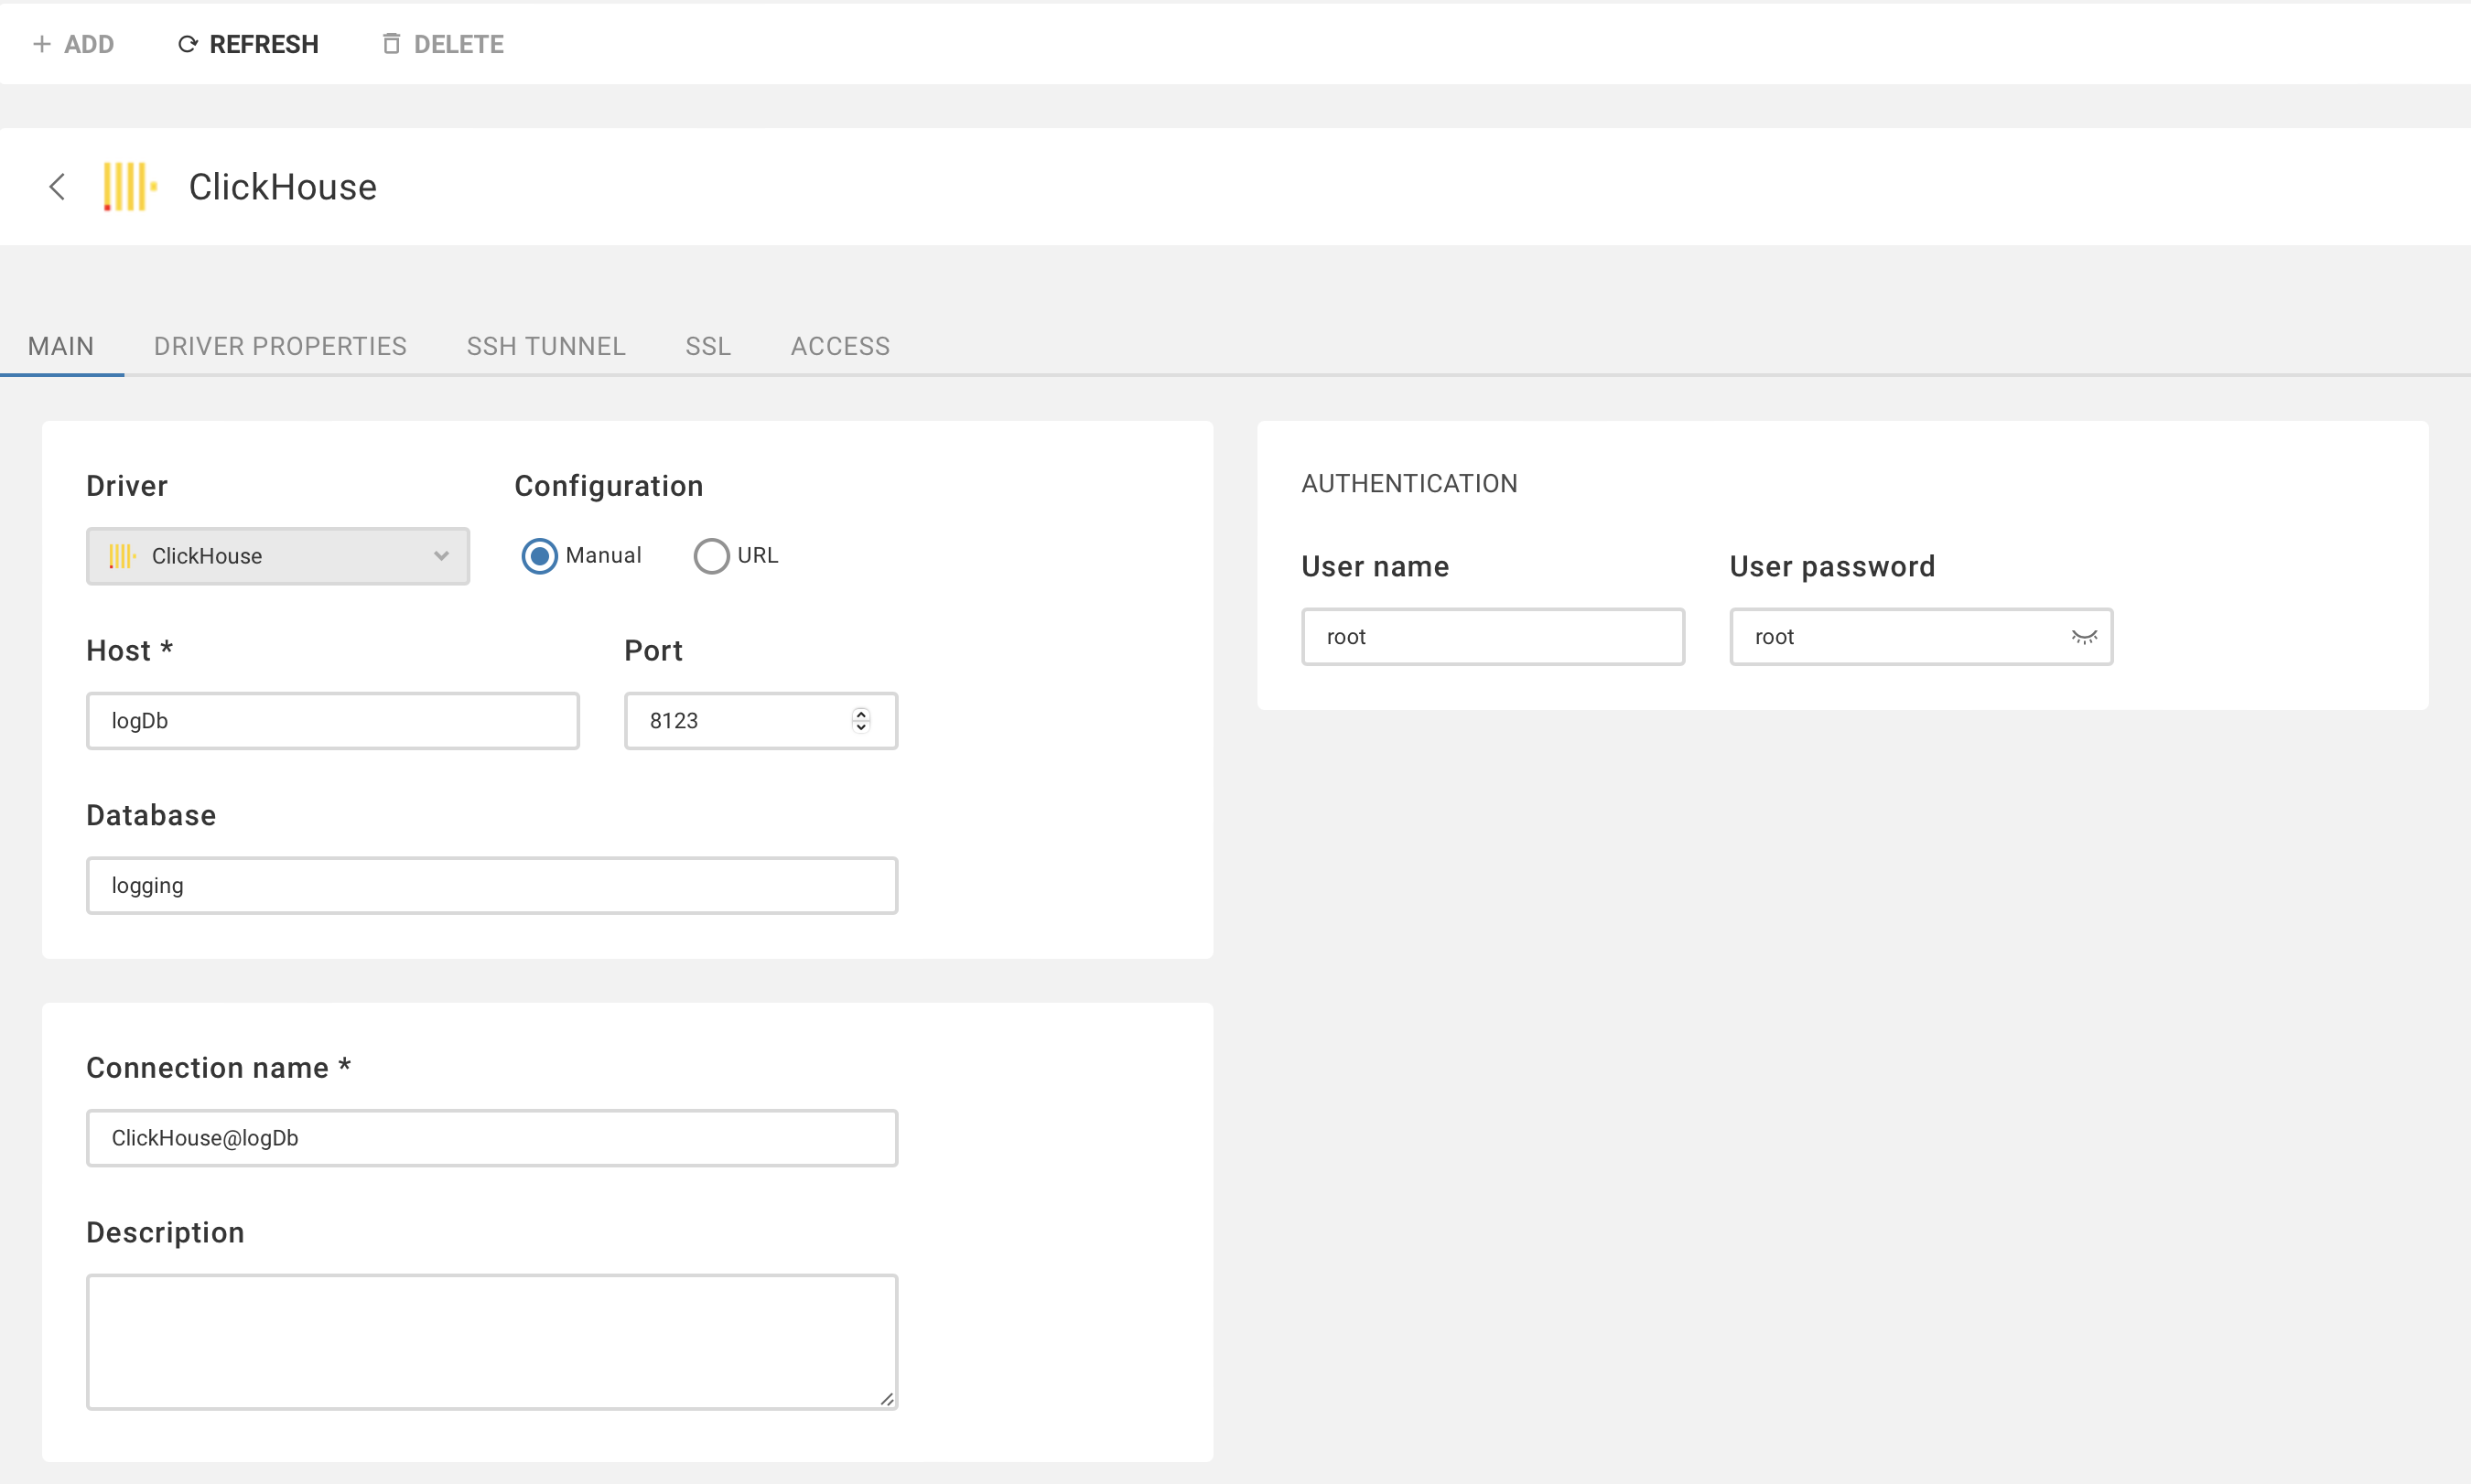 ADD REFRESH DELETE
ClickHouse
MAIN DRIVER PROPERTIES SSH TUNNEL SSL ACCESS
Driver Configuration
ClickHouse Manual URL
Host * Port
logDb 8123
Database
logging
Connection name *
ClickHouse@logDb
Description
AUTHENTICATION
User name User password
root root